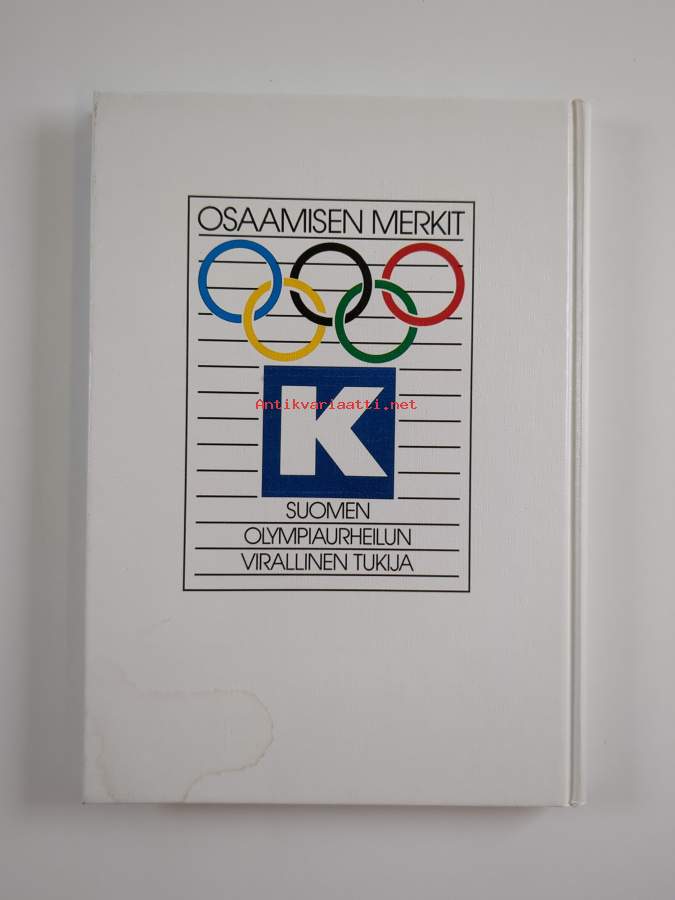 OSAAMISEN MERKIT
Antikvariaatti.net
K
SUOMEN
OLYMPIAURHEILUN
VIRALLINEN TUKIJA